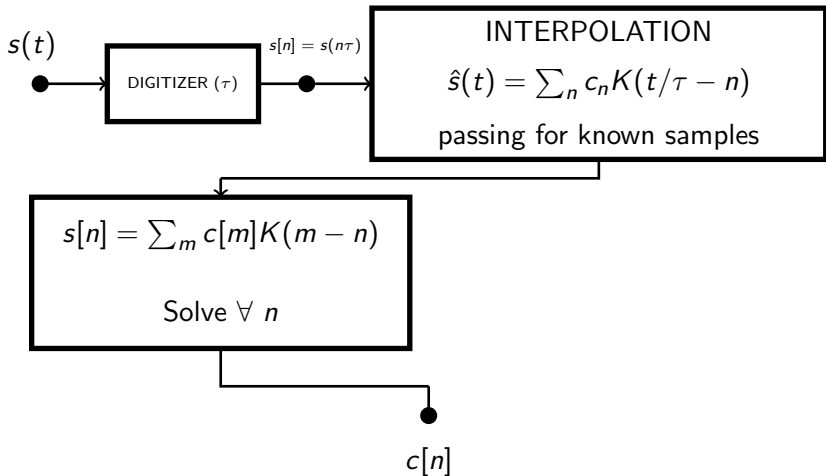 s(t)
DIGITIZER (τ)
s[n] = s(nτ)
INTERPOLATION
ŝ(t) = ∑ₙ cₙK(t/τ − n)
passing for known samples
s[n] = ∑ₘ c[m]K(m − n)
Solve ∀ n
c[n]